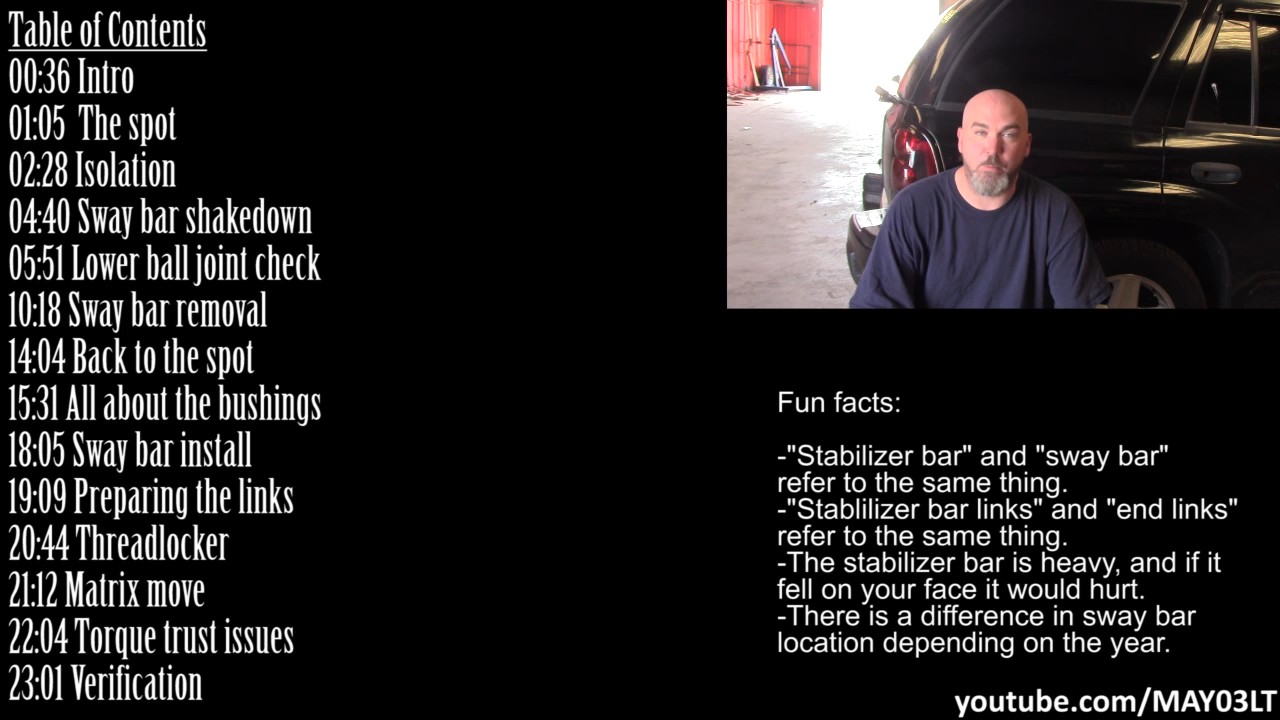 Table of Contents
00:36 Intro
01:05 The spot
02:28 Isolation
04:40 Sway bar shakedown
05:51 Lower ball joint check
10:18 Sway bar removal
14:04 Back to the spot
15:31 All about the bushings
18:05 Sway bar install
19:09 Preparing the links
20:44 Threadlocker
21:12 Matrix move
22:04 Torque trust issues
23:01 Verification
Fun facts:
-"Stabilizer bar" and "sway bar"
refer to the same thing.
-"Stablilizer bar links" and "end links"
refer to the same thing.
-The stabilizer bar is heavy, and if it
fell on your face it would hurt.
-There is a difference in sway bar
location depending on the year.
youtube.com/MAY03LT